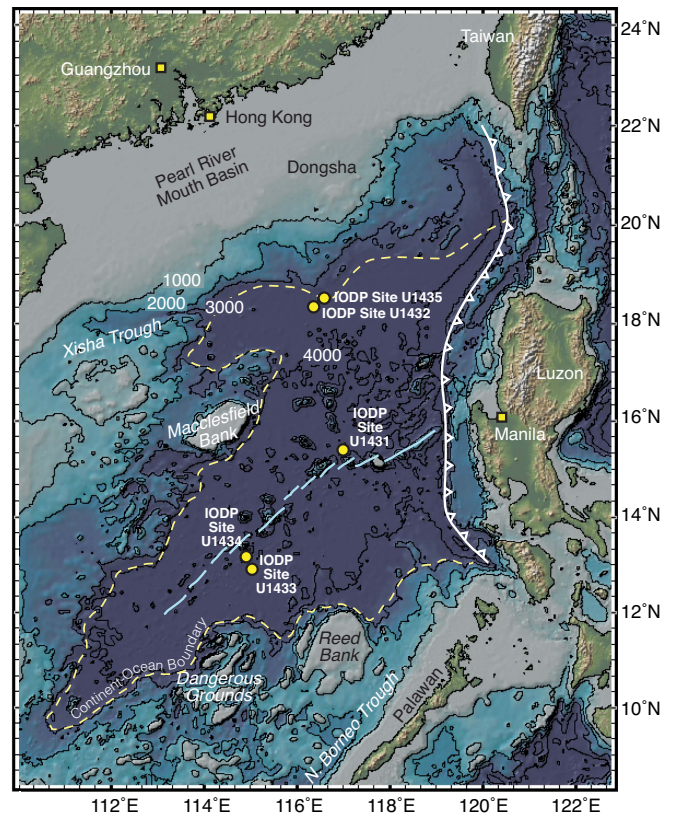 24°N
Taiwan
Guangzhou
Hong Kong
22°N
Pearl River
Mouth Basin
Dongsha
20°N
1000
2000
3000
IODP Site U1435
IODP Site U1432
18°N
Xisha Trough
4000
Luzon
Macclesfield
Bank
IODP
Site
U1431
16°N
Manila
IODP
Site
U1434
14°N
IODP
Site
U1433
12°N
Continent-Ocean Boundary
Reed
Bank
Dangerous
Grounds
N. Borneo Trough
Palawan
10°N
112°E
114°E
116°E
118°E
120°E
122°E